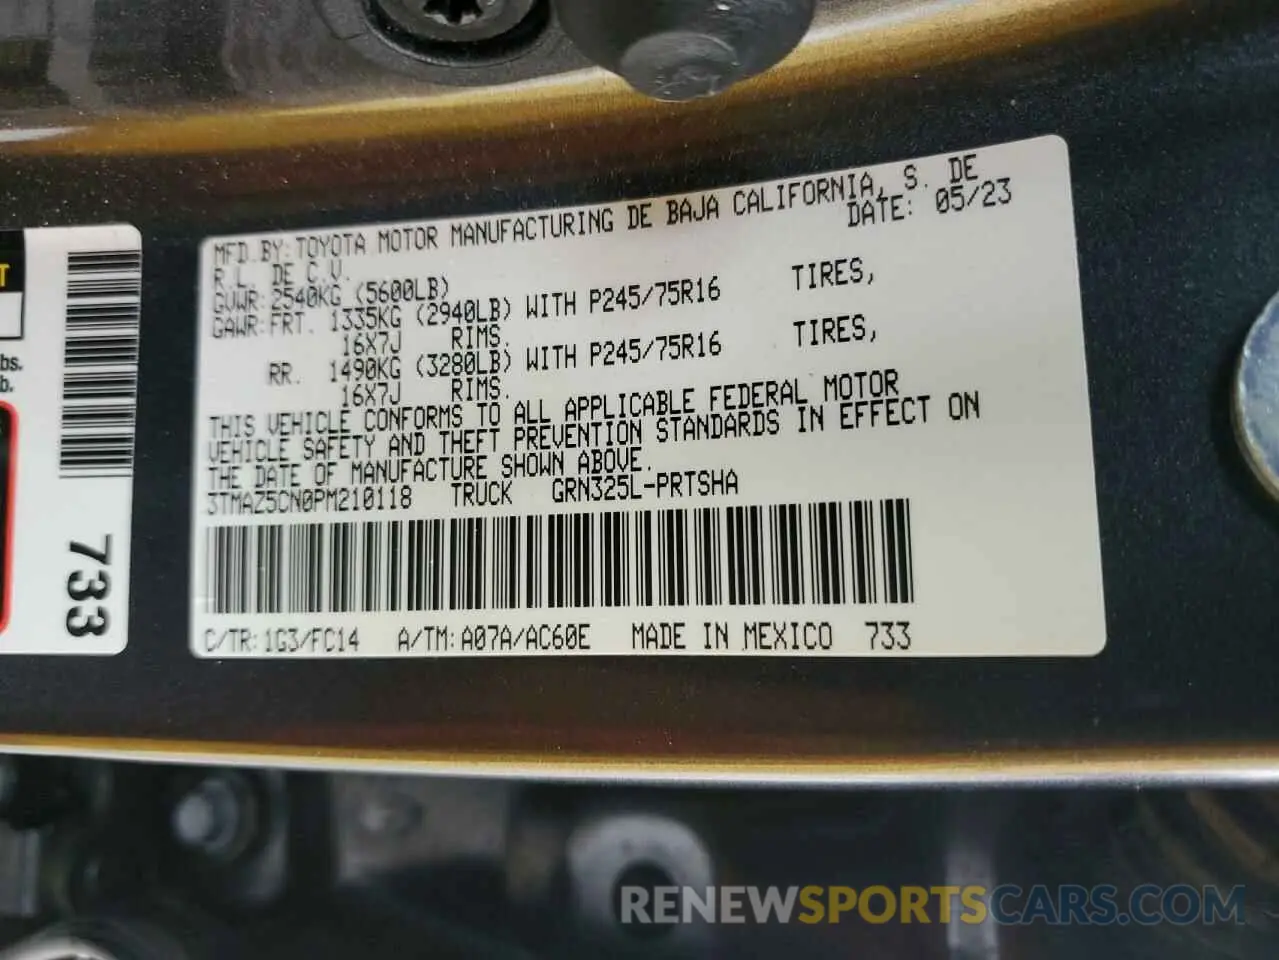 MFD.BY:TOYOTA MOTOR MANUFACTURING DE BAJA CALIFORNIA, S. DE
R.L. DE C.V. DATE: 05/23
GVWR:2540KG (5600LB)
GAWR:FRT. 1335KG (2940LB) WITH P245/75R16 TIRES,
16X7J RIMS.
RR. 1490KG (3280LB) WITH P245/75R16 TIRES,
16X7J RIMS.
THIS VEHICLE CONFORMS TO ALL APPLICABLE FEDERAL MOTOR
VEHICLE SAFETY AND THEFT PREVENTION STANDARDS IN EFFECT ON
THE DATE OF MANUFACTURE SHOWN ABOVE.
3TMAZ5CN0PM210118 TRUCK GRN325L-PRTSHA
C/TR:1G3/FC14 A/TM:A07A/AC60E MADE IN MEXICO 733
T
bs.
b.
733
RENEWSPORTSCARS.COM